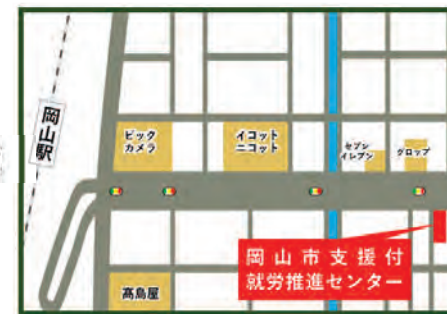 岡山駅
ビック
カメラ
イコット
ニコット
セブン
イレブン
グロップ
岡山市支援付
就労推進センター
髙島屋